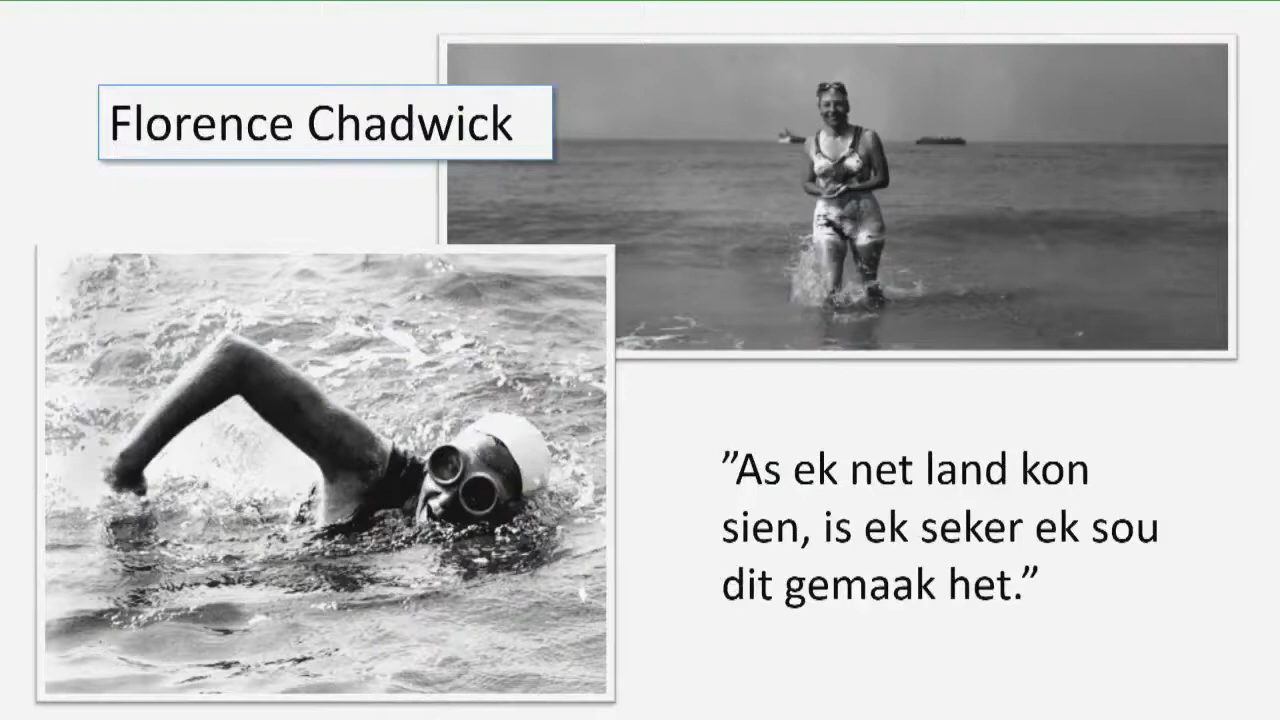 Florence Chadwick
”As ek net land kon
sien, is ek seker ek sou
dit gemaak het.”